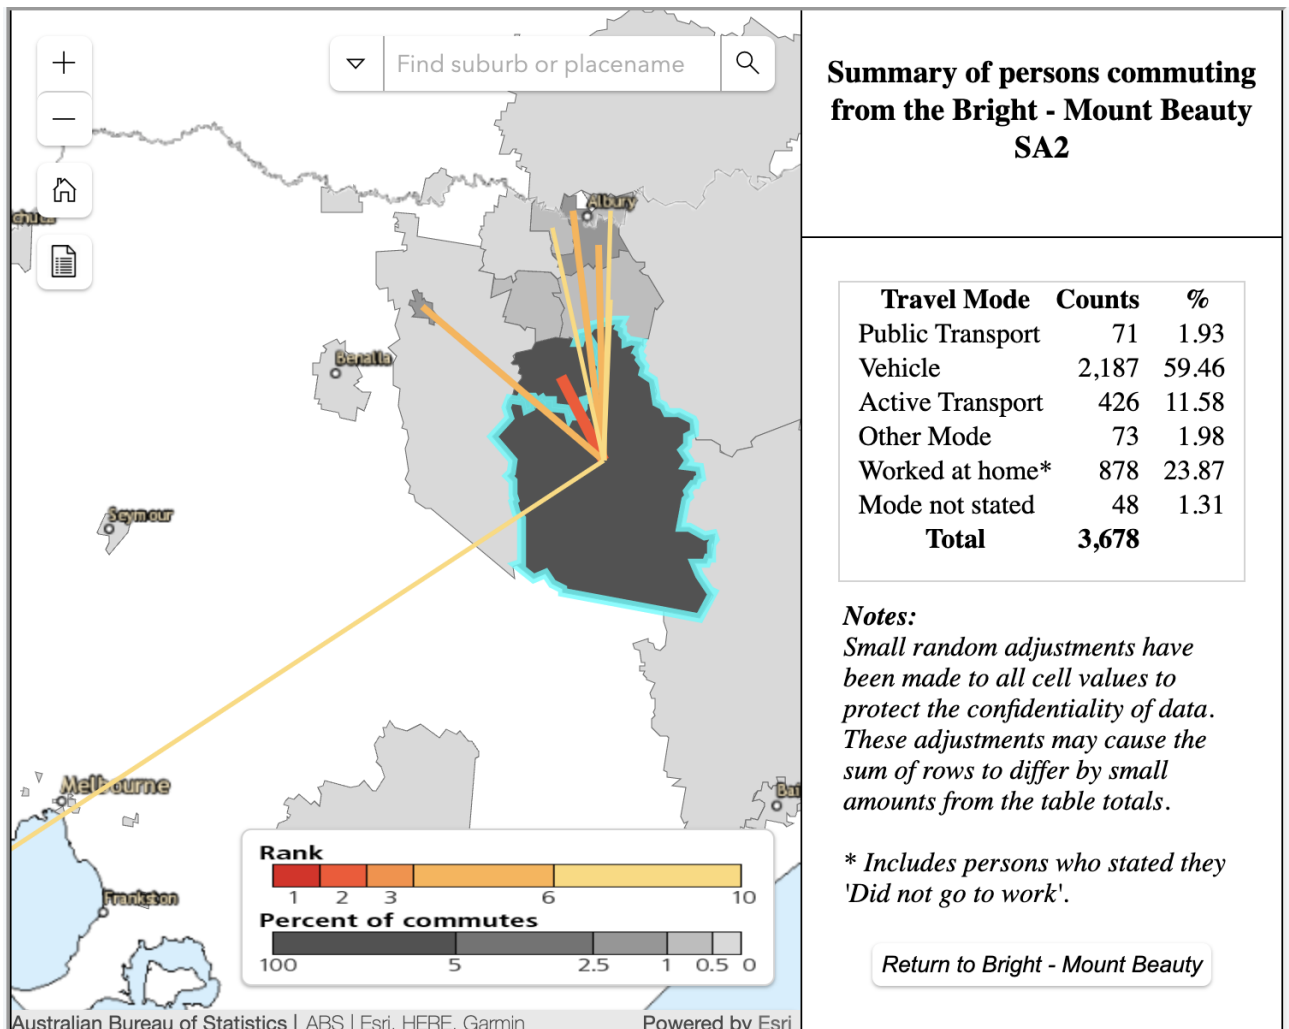 Find suburb or placename
Albury
Benalla
Seymour
Melbourne
Frankston
Bai
Rank
1 2 3 6 10
Percent of commutes
100 5 2.5 1 0.5 0
Australian Bureau of Statistics | ABS | Esri, HERE, Garmin
Powered by Esri
Summary of persons commuting
from the Bright - Mount Beauty
SA2
Travel Mode Counts %
Public Transport 71 1.93
Vehicle 2,187 59.46
Active Transport 426 11.58
Other Mode 73 1.98
Worked at home* 878 23.87
Mode not stated 48 1.31
Total 3,678
Notes:
Small random adjustments have
been made to all cell values to
protect the confidentiality of data.
These adjustments may cause the
sum of rows to differ by small
amounts from the table totals.
* Includes persons who stated they
'Did not go to work'.
Return to Bright - Mount Beauty